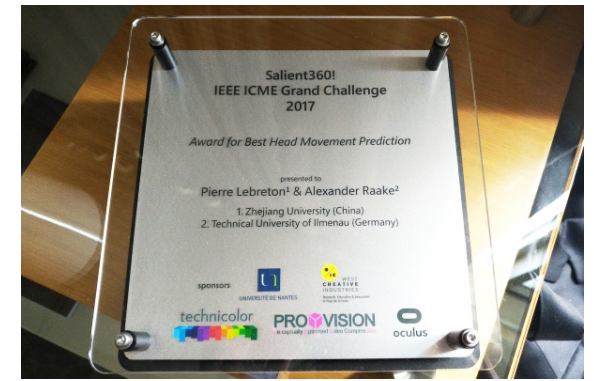 Salient360!
IEEE ICME Grand Challenge
2017
Award for Best Head Movement Prediction
presented to
Pierre Lebreton¹ & Alexander Raake²
1. Zhejiang University (China)
2. Technical University of Ilmenau (Germany)
sponsors
UNIVERSITÉ DE NANTES
WEST
CREATIVE
INDUSTRIES
technicolor
PROVISION
oculus